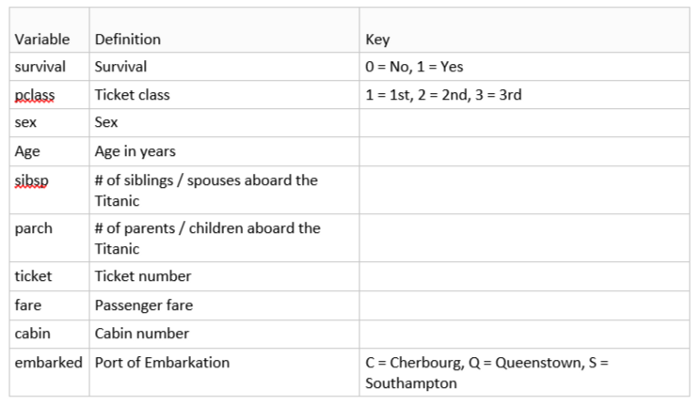 Variable Definition Key
survival Survival 0 = No, 1 = Yes
pclass Ticket class 1 = 1st, 2 = 2nd, 3 = 3rd
sex Sex
Age Age in years
sibsp # of siblings / spouses aboard the
Titanic
parch # of parents / children aboard the
Titanic
ticket Ticket number
fare Passenger fare
cabin Cabin number
embarked Port of Embarkation C = Cherbourg, Q = Queenstown, S =
Southampton